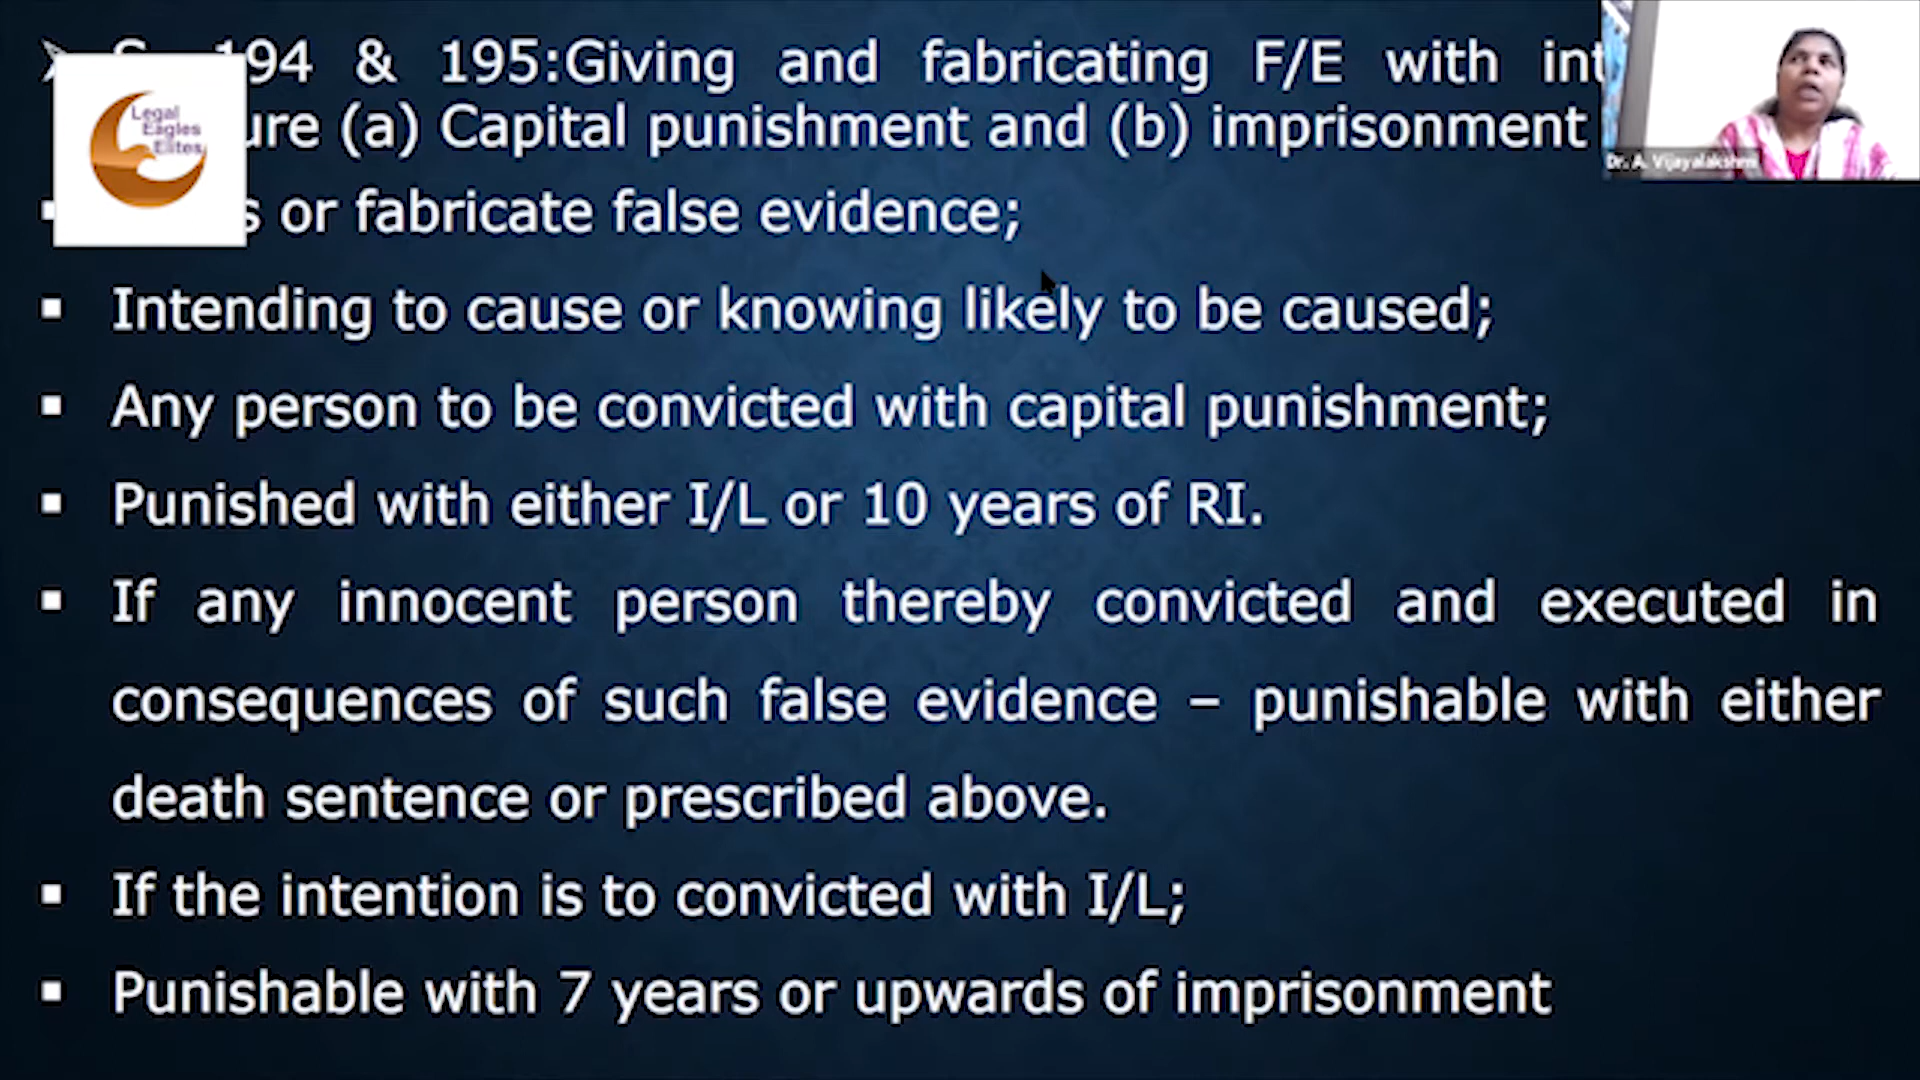 194 & 195:Giving and fabricating F/E with
(a) Capital punishment and (b) imprisonment
or fabricate false evidence;
▪ Intending to cause or knowing likely to be caused;
▪ Any person to be convicted with capital punishment;
▪ Punished with either I/L or 10 years of RI.
▪ If any innocent person thereby convicted and executed in
consequences of such false evidence – punishable with either
death sentence or prescribed above.
▪ If the intention is to convicted with I/L;
▪ Punishable with 7 years or upwards of imprisonment
Legal
Eagles
Elites
Dr. A. Vijayalakshmi